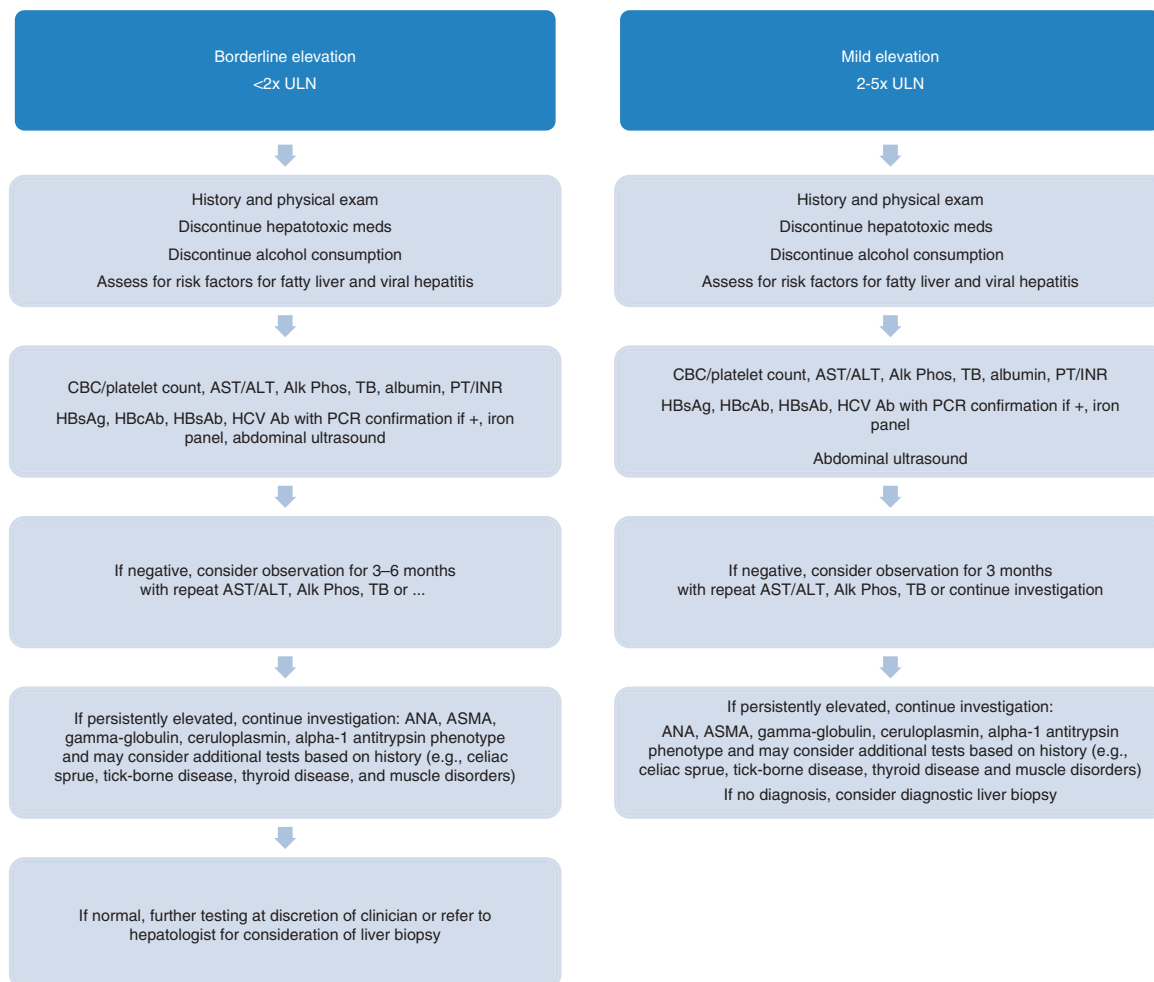 Borderline elevation
<2x ULN
History and physical exam
Discontinue hepatotoxic meds
Discontinue alcohol consumption
Assess for risk factors for fatty liver and viral hepatitis
CBC/platelet count, AST/ALT, Alk Phos, TB, albumin, PT/INR
HBsAg, HBcAb, HBsAb, HCV Ab with PCR confirmation if +, iron
panel, abdominal ultrasound
If negative, consider observation for 3–6 months
with repeat AST/ALT, Alk Phos, TB or ...
If persistently elevated, continue investigation: ANA, ASMA,
gamma-globulin, ceruloplasmin, alpha-1 antitrypsin phenotype
and may consider additional tests based on history (e.g., celiac
sprue, tick-borne disease, thyroid disease, and muscle disorders)
If normal, further testing at discretion of clinician or refer to
hepatologist for consideration of liver biopsy
Mild elevation
2-5x ULN
History and physical exam
Discontinue hepatotoxic meds
Discontinue alcohol consumption
Assess for risk factors for fatty liver and viral hepatitis
CBC/platelet count, AST/ALT, Alk Phos, TB, albumin, PT/INR
HBsAg, HBcAb, HBsAb, HCV Ab with PCR confirmation if +, iron
panel
Abdominal ultrasound
If negative, consider observation for 3 months
with repeat AST/ALT, Alk Phos, TB or continue investigation
If persistently elevated, continue investigation:
ANA, ASMA, gamma-globulin, ceruloplasmin, alpha-1 antitrypsin
phenotype and may consider additional tests based on history (e.g.,
celiac sprue, tick-borne disease, thyroid disease and muscle disorders)
If no diagnosis, consider diagnostic liver biopsy